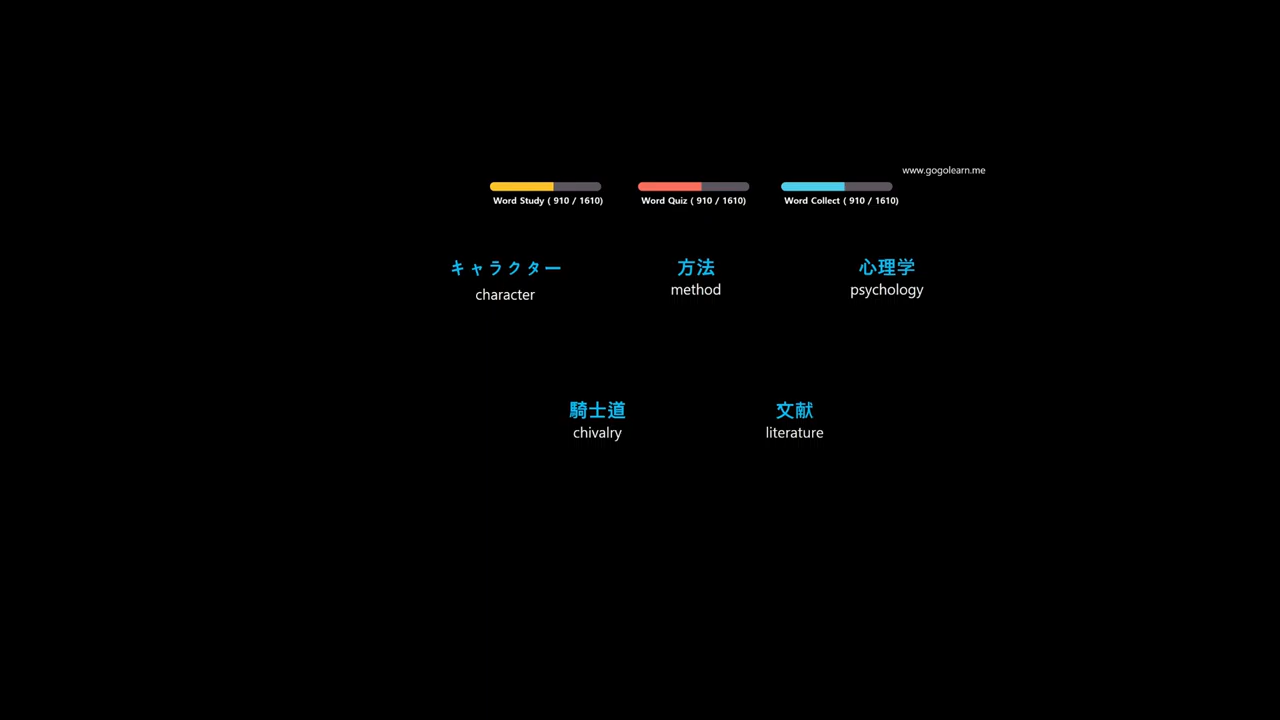 www.gogolearn.me
Word Study ( 910 / 1610)
Word Quiz ( 910 / 1610)
Word Collect ( 910 / 1610)
キャラクター
character
方法
method
心理学
psychology
騎士道
chivalry
文献
literature